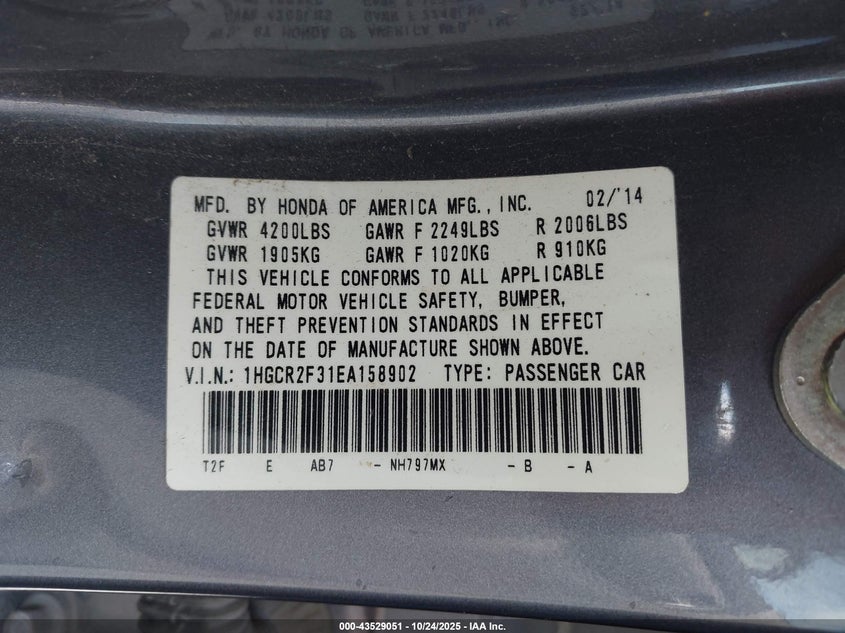 MFD. BY HONDA OF AMERICA MFG., INC. 02/'14
GVWR 4200LBS GAWR F 2249LBS R 2006LBS
GVWR 1905KG GAWR F 1020KG R 910KG
THIS VEHICLE CONFORMS TO ALL APPLICABLE
FEDERAL MOTOR VEHICLE SAFETY, BUMPER,
AND THEFT PREVENTION STANDARDS IN EFFECT
ON THE DATE OF MANUFACTURE SHOWN ABOVE.
V.I.N.: 1HGCR2F31EA158902 TYPE: PASSENGER CAR
T2F E AB7 - NH797MX - B - A
000-43529051 - 10/24/2025 - IAA Inc.